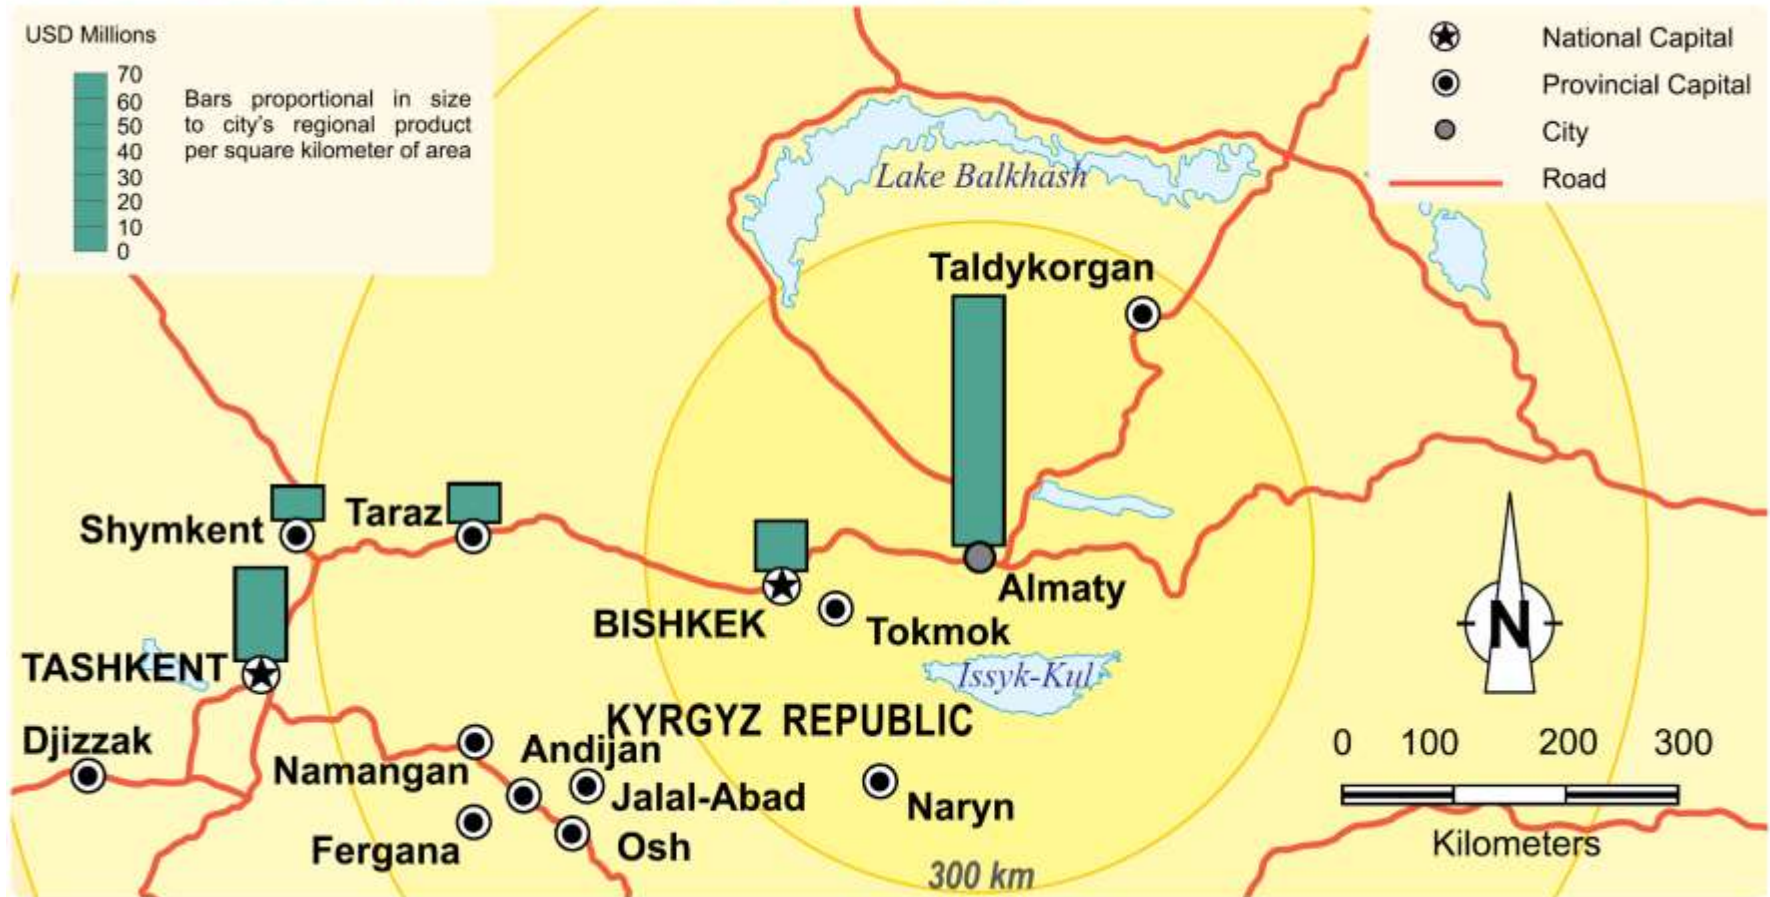 USD Millions
70
60
50
40
30
20
10
0
Bars proportional in size
to city's regional product
per square kilometer of area
National Capital
Provincial Capital
City
Road
Lake Balkhash
Taldykorgan
Shymkent
Taraz
Almaty
BISHKEK
Tokmok
TASHKENT
Issyk-Kul
KYRGYZ REPUBLIC
Djizzak
Andijan
Namangan
Jalal-Abad
Naryn
Fergana
Osh
300 km
N
0 100 200 300
Kilometers